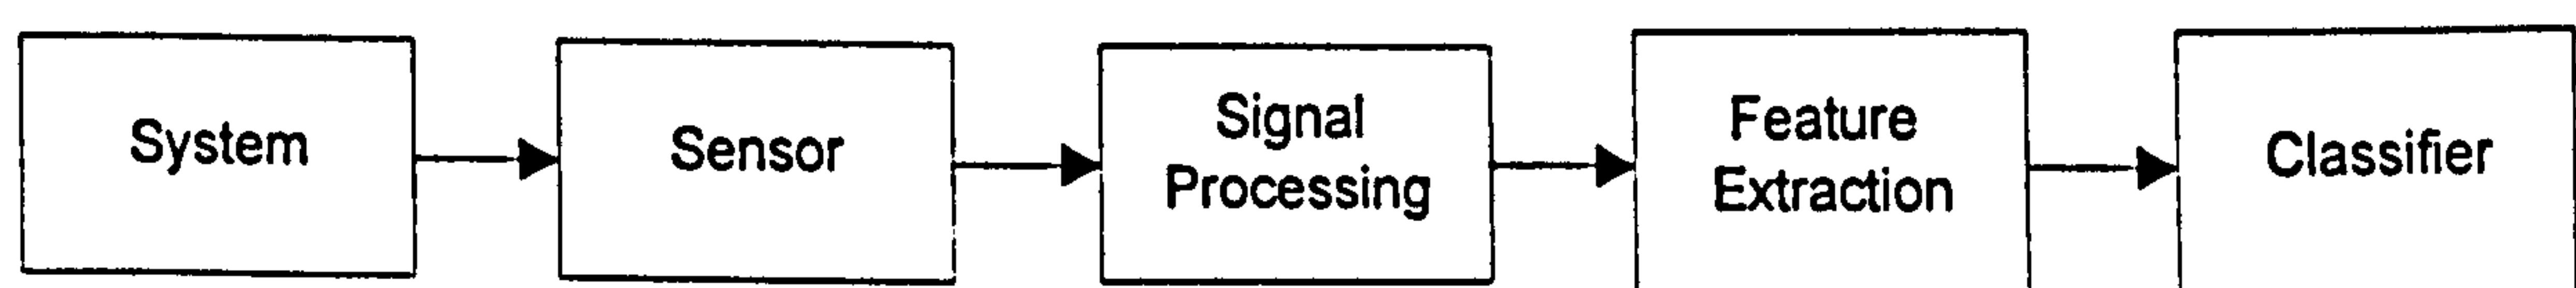 System
Sensor
Signal
Processing
Feature
Extraction
Classifier